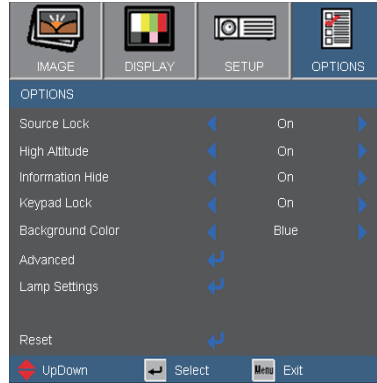 IMAGE DISPLAY SETUP OPTIONS
OPTIONS
Source Lock On
High Altitude On
Information Hide On
Keypad Lock On
Background Color Blue
Advanced
Lamp Settings
Reset
UpDown Select Menu Exit